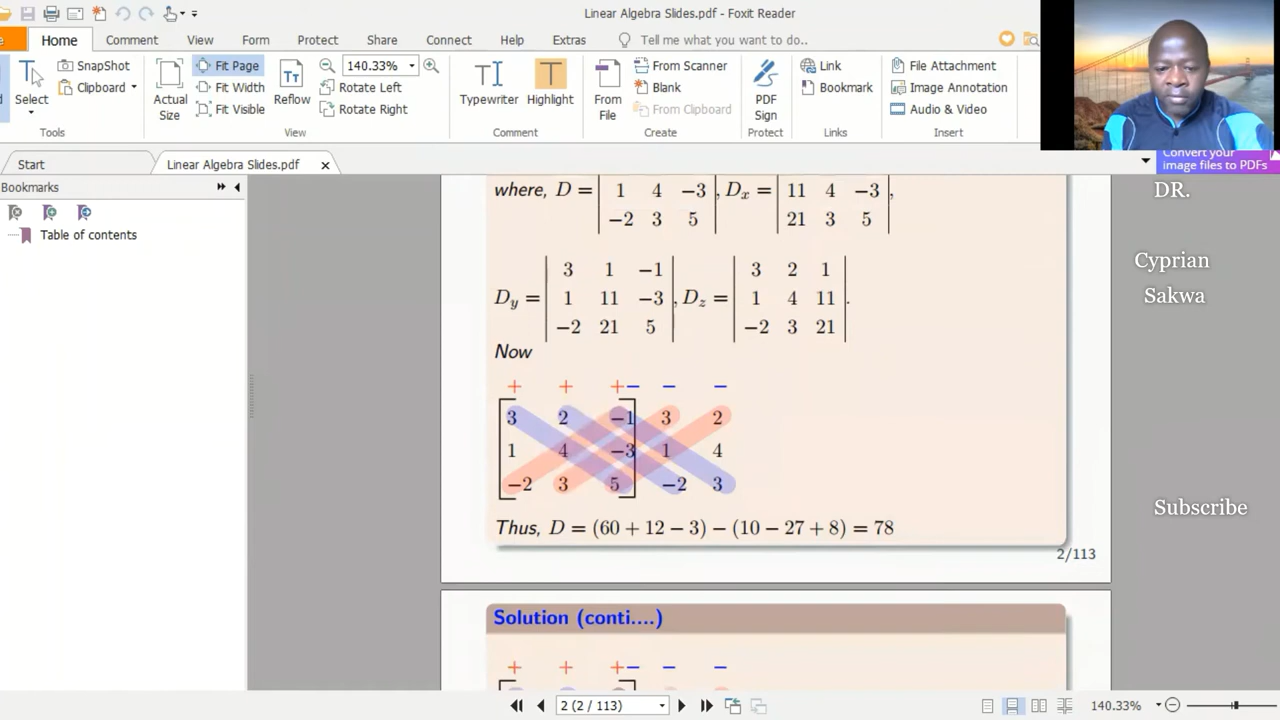 Linear Algebra Slides.pdf - Foxit Reader
Home Comment View Form Protect Share Connect Help Extras Tell me what you want to do..
Select
SnapShot
Clipboard
Tools
Actual Size
Fit Page
Fit Width
Fit Visible
Reflow
140.33%
Rotate Left
Rotate Right
View
Typewriter
Highlight
Comment
From File
From Scanner
Blank
From Clipboard
Create
PDF Sign
Protect
Link
Bookmark
Links
File Attachment
Image Annotation
Audio & Video
Insert
Start Linear Algebra Slides.pdf
Convert your
image files to PDFs
Bookmarks
Table of contents
DR.
Cyprian
Sakwa
Subscribe
where, D = | 1 4 −3 |, Dx = | 11 4 −3 |,
−2 3 5 21 3 5
3 1 −1 3 2 1
Dy = | 1 11 −3 |, Dz = | 1 4 11 |.
−2 21 5 −2 3 21
Now
+ + + − − −
3 2 −1 3 2
1 4 −3 1 4
−2 3 5 −2 3
Thus, D = (60 + 12 − 3) − (10 − 27 + 8) = 78
2/113
Solution (conti....)
+ + + − − −
2 (2 / 113)
140.33%